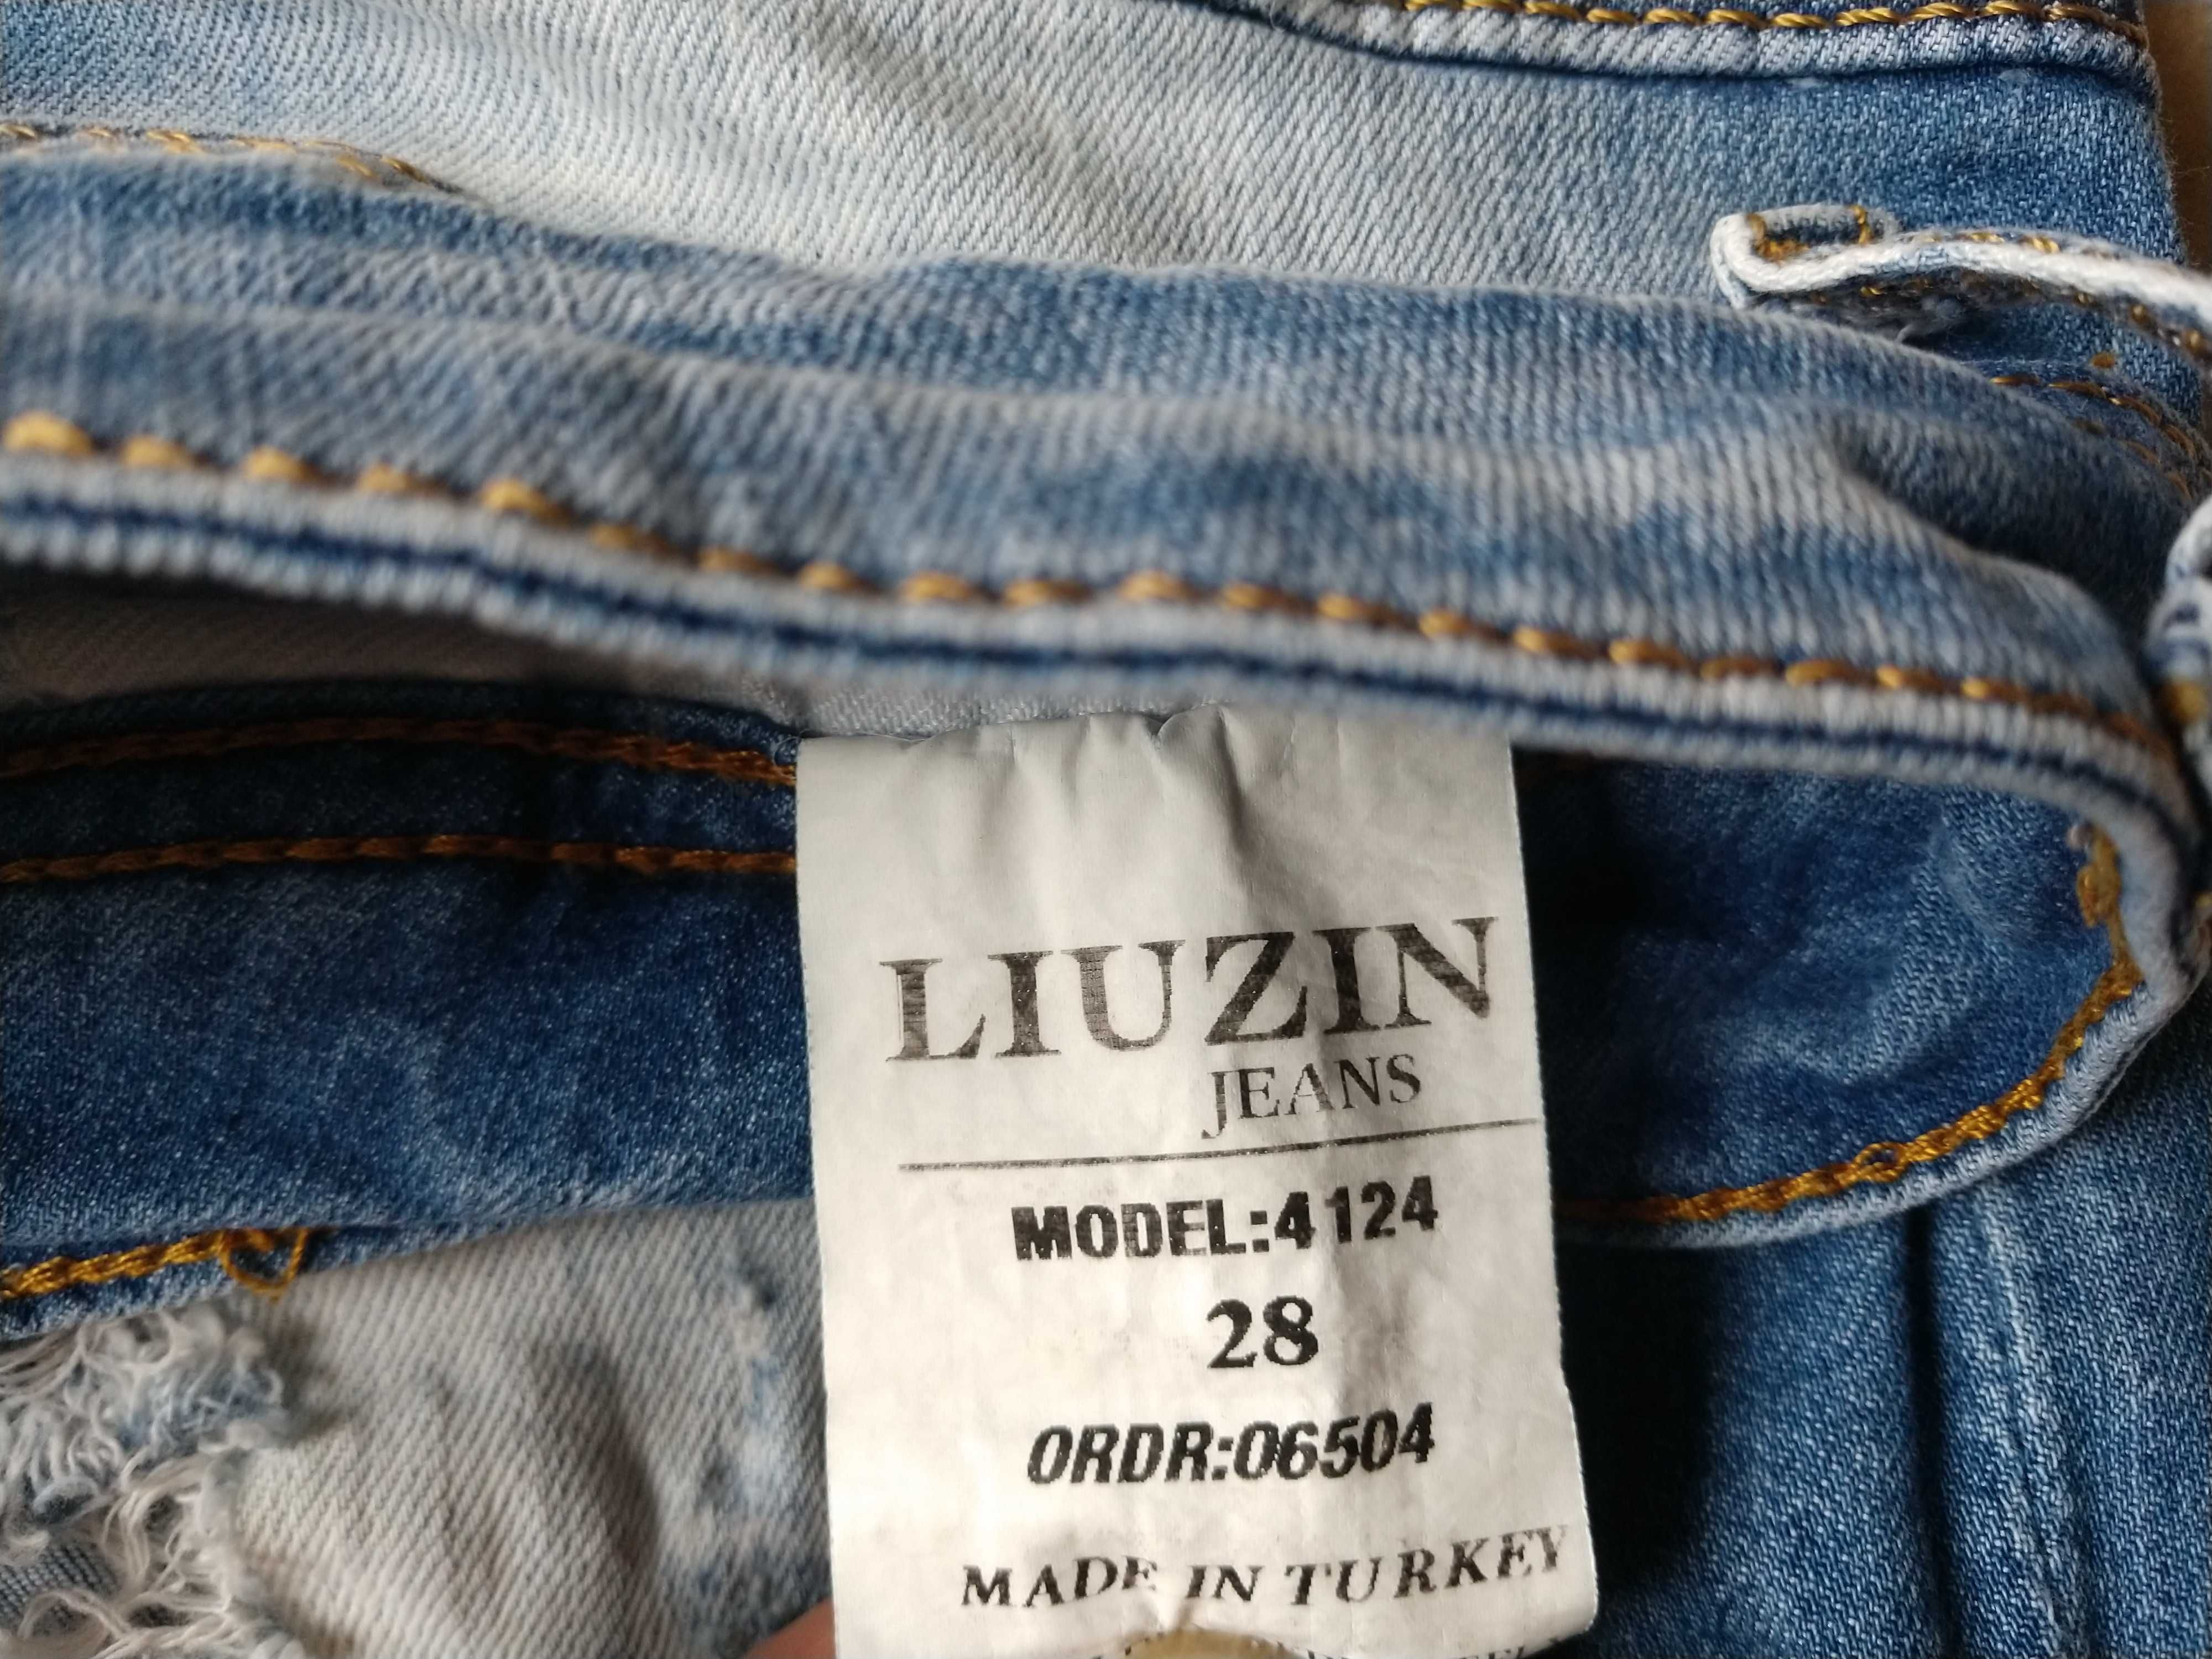 LIUZIN
JEANS
MODEL:4124
28
ORDR:06504
MADE IN TURKEY